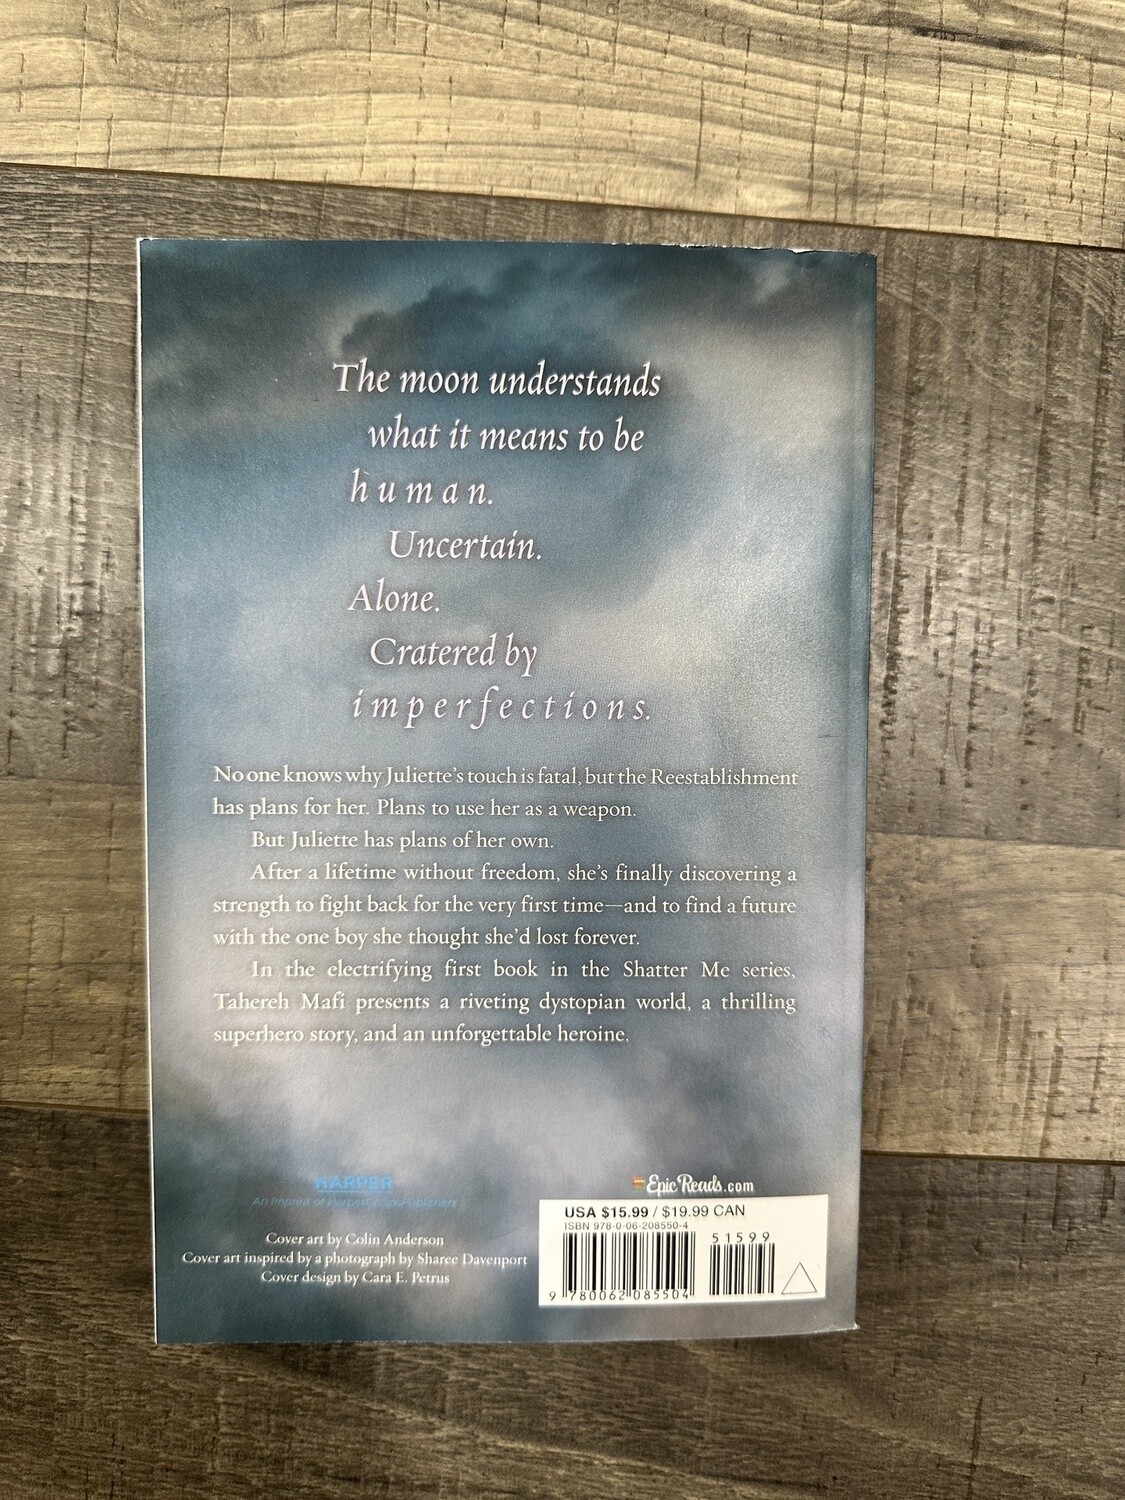 The moon understands
what it means to be
human.
Uncertain.
Alone.
Cratered by
imperfections.
No one knows why Juliette's touch is fatal, but the Reestablishment
has plans for her. Plans to use her as a weapon.
But Juliette has plans of her own.
After a lifetime without freedom, she's finally discovering a
strength to fight back for the very first time—and to find a future
with the one boy she thought she'd lost forever.
In the electrifying first book in the Shatter Me series,
Tahereh Mafi presents a riveting dystopian world, a thrilling
superhero story, and an unforgettable heroine.
HARPER
An Imprint of HarperCollinsPublishers
Cover art by Colin Anderson
Cover art inspired by a photograph by Sharee Davenport
Cover design by Cara E. Petrus
EpicReads.com
USA $15.99 / $19.99 CAN
ISBN 978-0-06-208550-4
51599
9 780062 085504